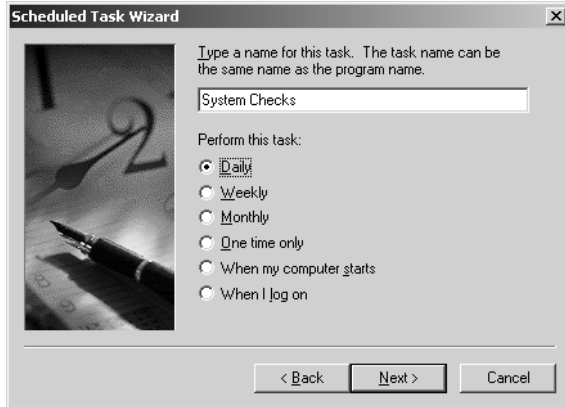 Scheduled Task Wizard
Type a name for this task. The task name can be
the same name as the program name.
System Checks
Perform this task:
Daily
Weekly
Monthly
One time only
When my computer starts
When I log on
< Back
Next >
Cancel